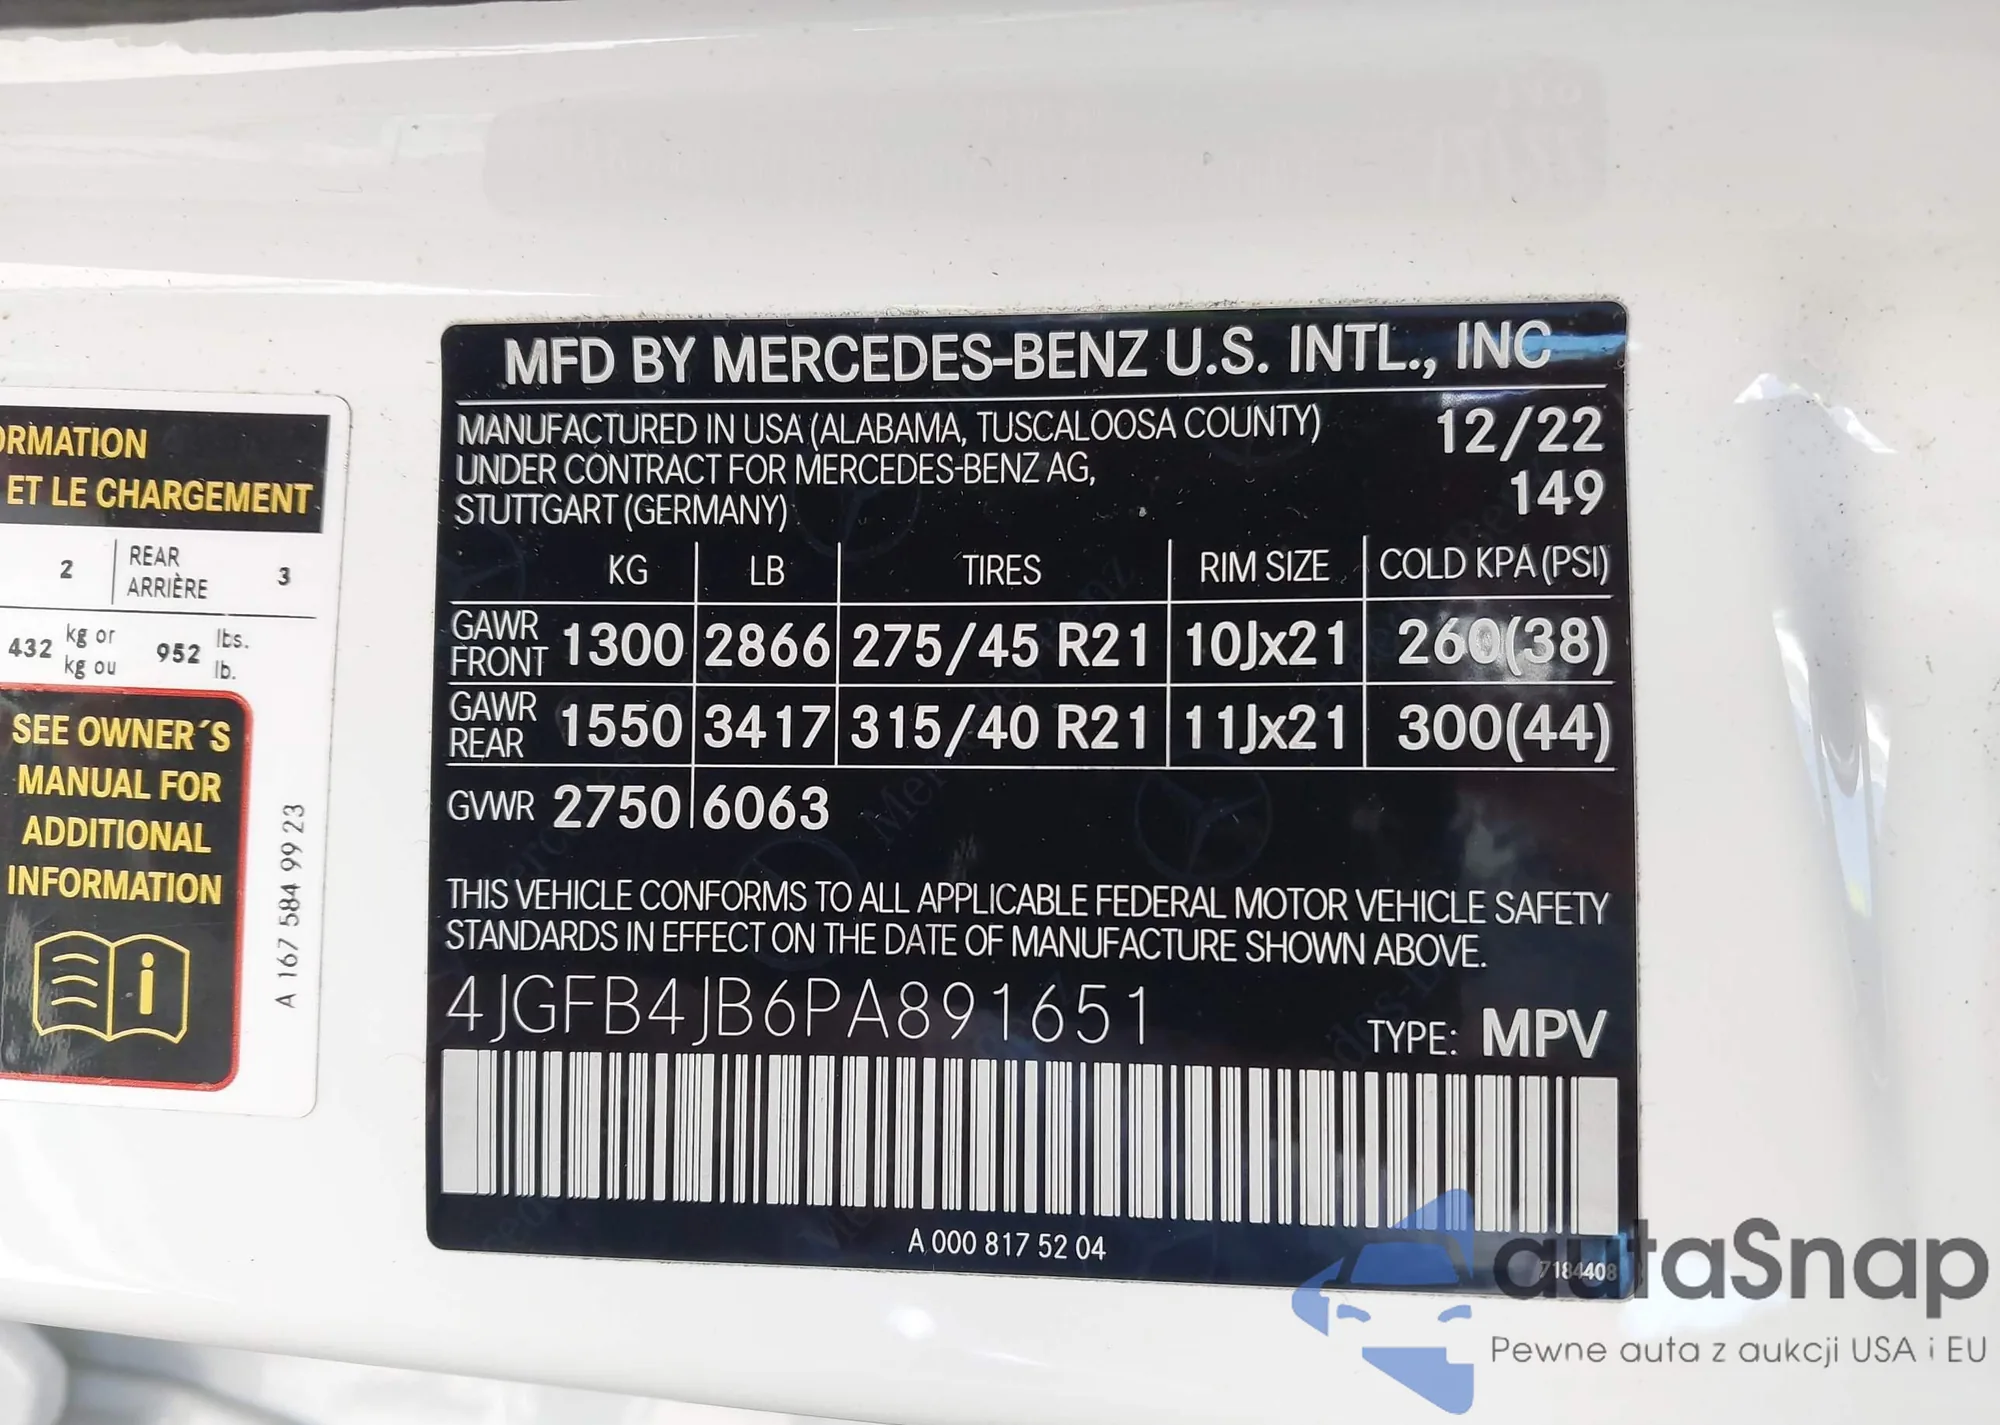 ORMATION
ET LE CHARGEMENT
2 REAR ARRIÈRE 3
432 kg or kg ou 952 lbs. lb.
SEE OWNER´S
MANUAL FOR
ADDITIONAL
INFORMATION
A 167 584 99 23
MFD BY MERCEDES-BENZ U.S. INTL., INC
MANUFACTURED IN USA (ALABAMA, TUSCALOOSA COUNTY) 12/22
UNDER CONTRACT FOR MERCEDES-BENZ AG, 149
STUTTGART (GERMANY)
KG LB TIRES RIM SIZE COLD KPA (PSI)
GAWR FRONT 1300 2866 275/45 R21 10Jx21 260(38)
GAWR REAR 1550 3417 315/40 R21 11Jx21 300(44)
GVWR 2750 6063
THIS VEHICLE CONFORMS TO ALL APPLICABLE FEDERAL MOTOR VEHICLE SAFETY
STANDARDS IN EFFECT ON THE DATE OF MANUFACTURE SHOWN ABOVE.
4JGFB4JB6PA891651 TYPE: MPV
A 000 817 52 04
7184408
autaSnap
Pewne auta z aukcji USA i EU